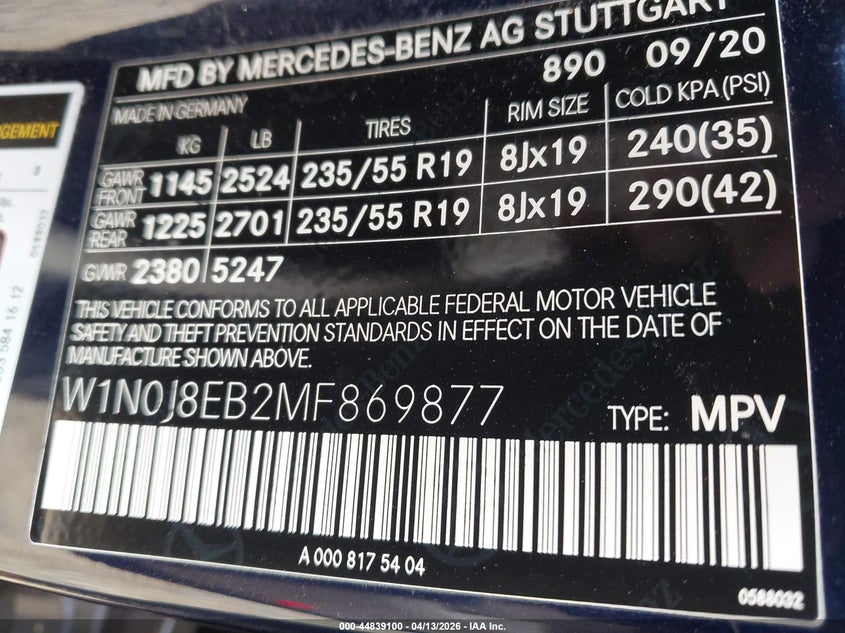 MFD BY MERCEDES-BENZ AG STUTTGART
890 09/20
MADE IN GERMANY
KG LB TIRES RIM SIZE COLD KPA (PSI)
GAWR FRONT 1145 2524 235/55 R19 8Jx19 240(35)
GAWR REAR 1225 2701 235/55 R19 8Jx19 290(42)
GVWR 2380 5247
THIS VEHICLE CONFORMS TO ALL APPLICABLE FEDERAL MOTOR VEHICLE
SAFETY AND THEFT PREVENTION STANDARDS IN EFFECT ON THE DATE OF
MANUFACTURE SHOWN ABOVE.
W1N0J8EB2MF869877 TYPE: MPV
A 000 817 54 04
0588032
584 16 12
0588032
000-44839100 - 04/13/2026 - IAA Inc.